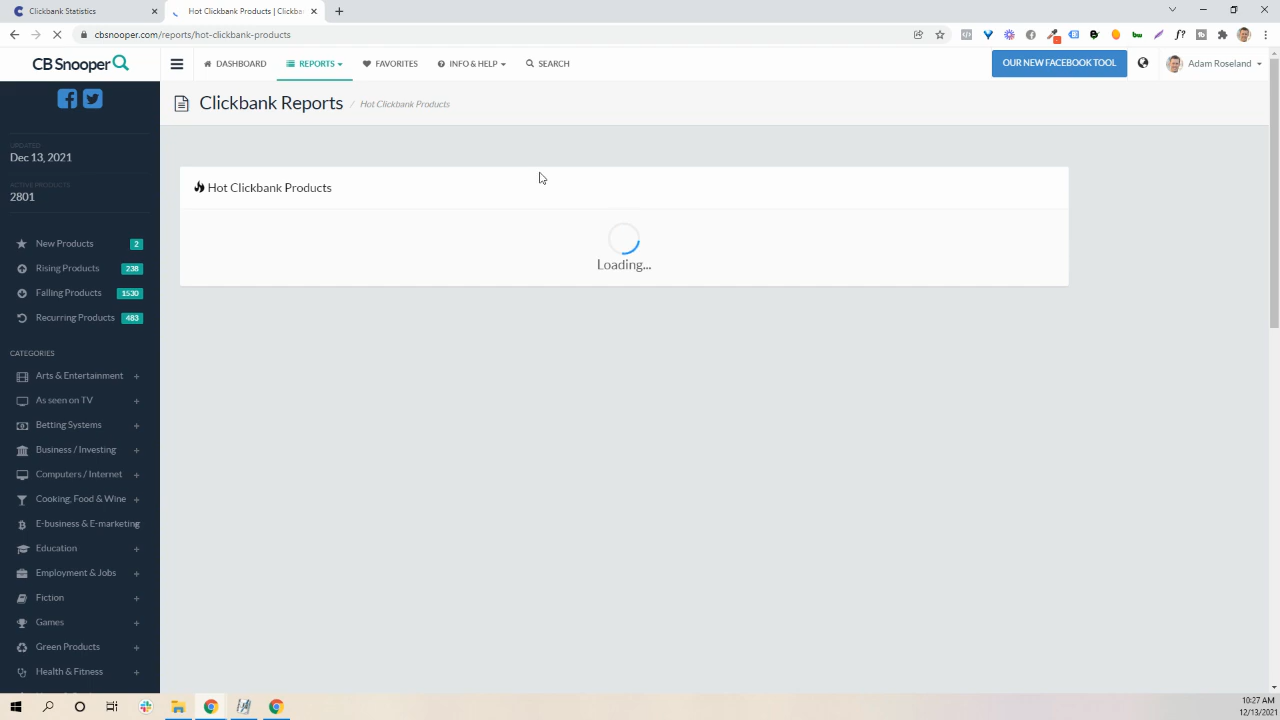 Clickbank Statistics
Hot Clickbank Products | Clickb
cbsnooper.com/reports/hot-clickbank-products
CB Snooper
DASHBOARD
REPORTS
FAVORITES
INFO & HELP
SEARCH
OUR NEW FACEBOOK TOOL
Adam Roseland
Clickbank Reports / Hot Clickbank Products
UPDATED
Dec 13, 2021
ACTIVE PRODUCTS
2801
New Products 2
Rising Products 238
Falling Products 1530
Recurring Products 483
CATEGORIES
Arts & Entertainment +
As seen on TV +
Betting Systems +
Business / Investing +
Computers / Internet +
Cooking, Food & Wine +
E-business & E-marketing
Education +
Employment & Jobs +
Fiction +
Games +
Green Products +
Health & Fitness +
Hot Clickbank Products
Loading...
10:27 AM
12/13/2021